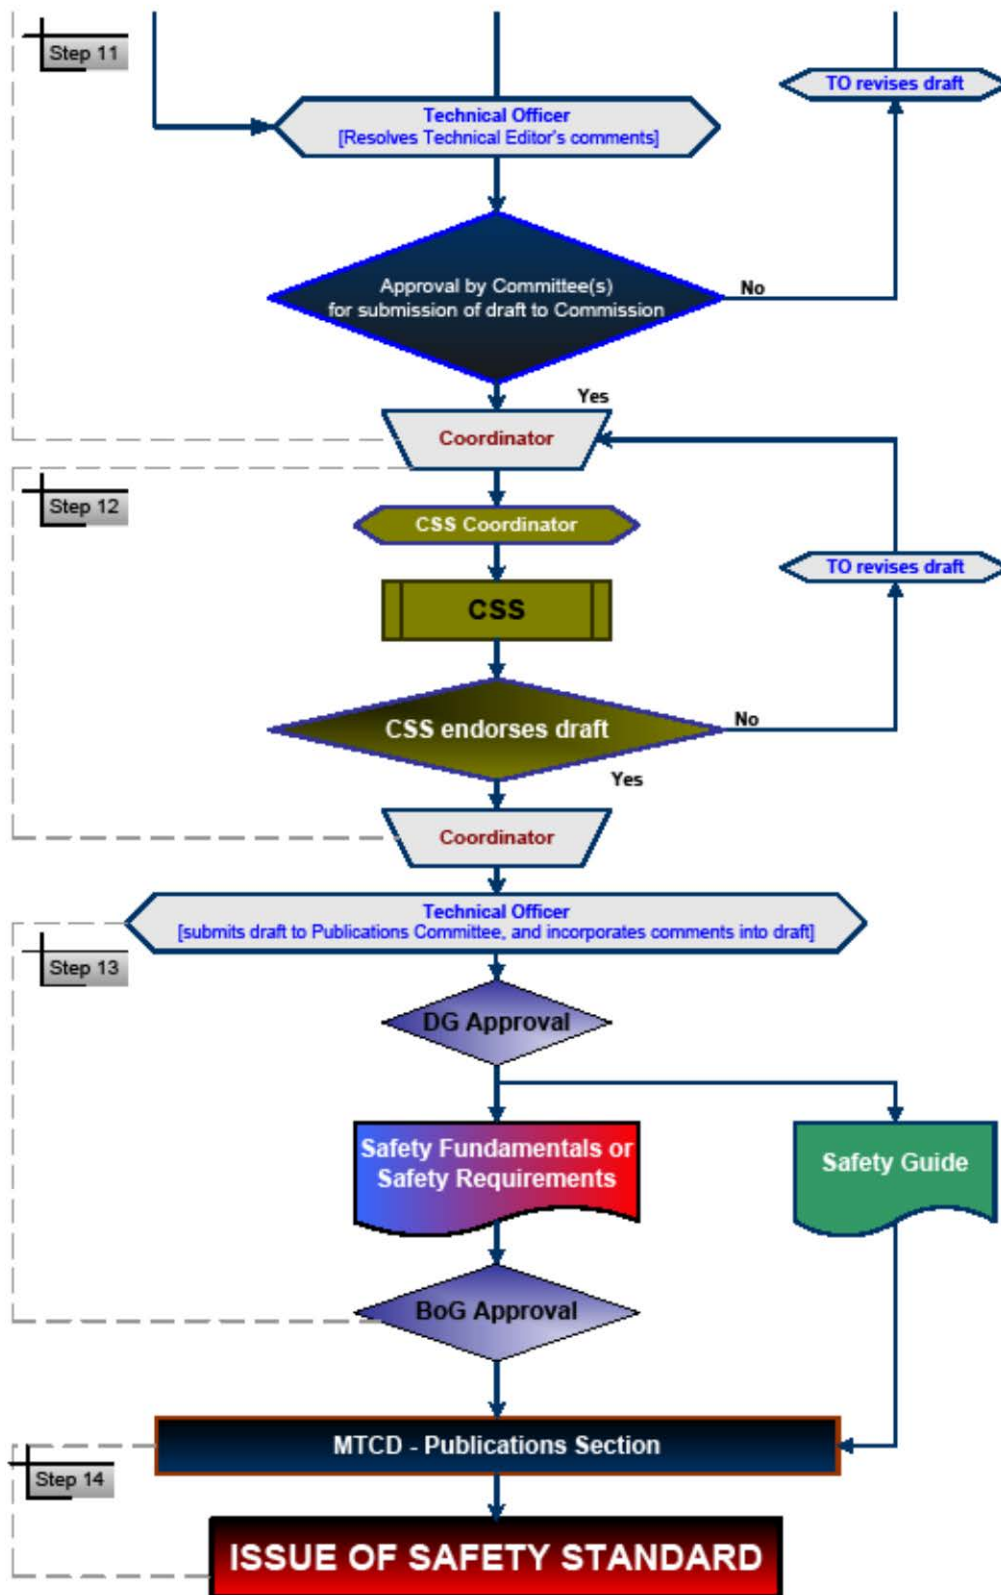 Step 11
TO revises draft
Technical Officer
[Resolves Technical Editor's comments]
Approval by Committee(s)
for submission of draft to Commission
No
Yes
Coordinator
Step 12
CSS Coordinator
TO revises draft
CSS
CSS endorses draft
No
Yes
Coordinator
Technical Officer
[submits draft to Publications Committee, and incorporates comments into draft]
Step 13
DG Approval
Safety Fundamentals or
Safety Requirements
Safety Guide
BoG Approval
MTCD - Publications Section
Step 14
ISSUE OF SAFETY STANDARD